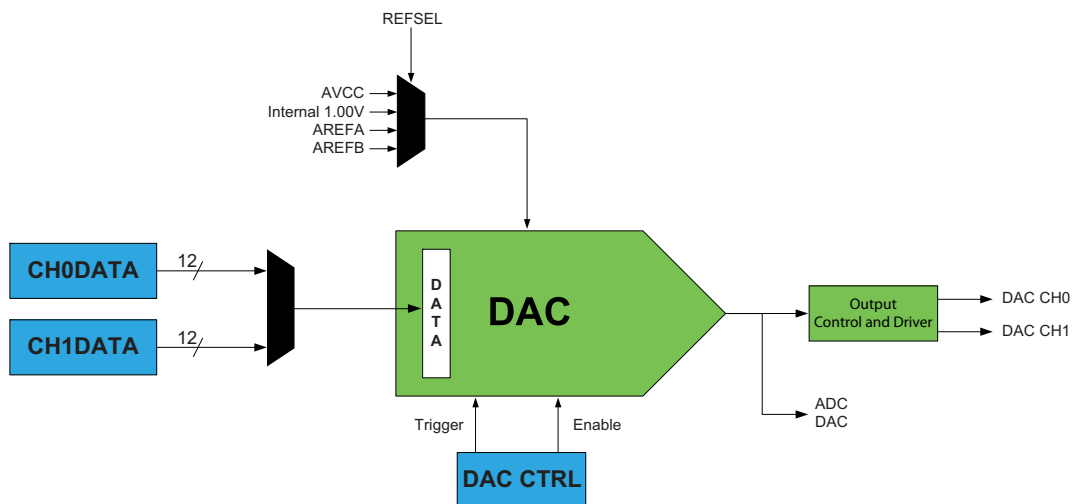 REFSEL
AVCC
Internal 1.00V
AREFA
AREFB
CH0DATA
12
CH1DATA
12
D
A
T
A
DAC
Output
Control and Driver
DAC CH0
DAC CH1
ADC
DAC
Trigger
Enable
DAC CTRL